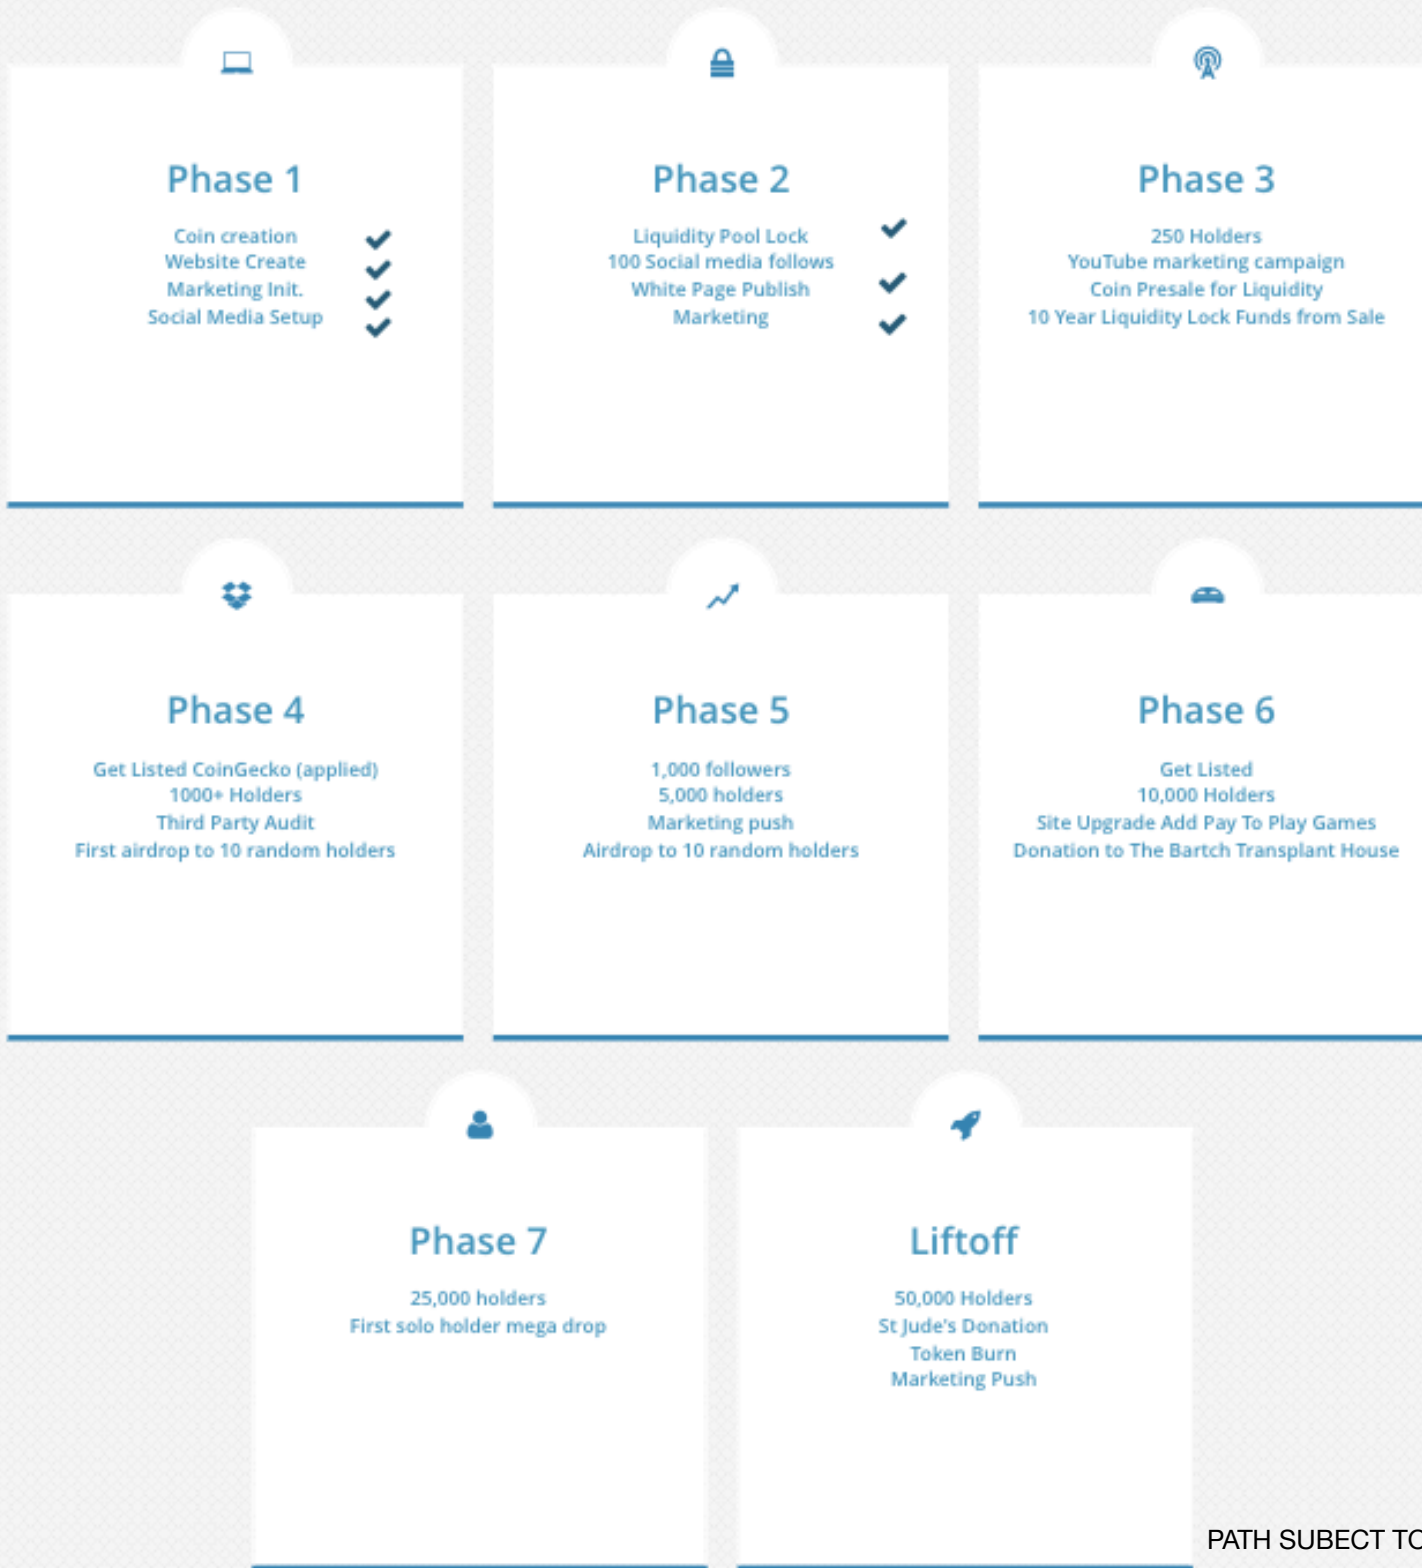 Phase 1
Coin creation
Website Create
Marketing Init.
Social Media Setup
Phase 2
Liquidity Pool Lock
100 Social media follows
White Page Publish
Marketing
Phase 3
250 Holders
YouTube marketing campaign
Coin Presale for Liquidity
10 Year Liquidity Lock Funds from Sale
Phase 4
Get Listed CoinGecko (applied)
1000+ Holders
Third Party Audit
First airdrop to 10 random holders
Phase 5
1,000 followers
5,000 holders
Marketing push
Airdrop to 10 random holders
Phase 6
Get Listed
10,000 Holders
Site Upgrade Add Pay To Play Games
Donation to The Bartch Transplant House
Phase 7
25,000 holders
First solo holder mega drop
Liftoff
50,000 Holders
St Jude's Donation
Token Burn
Marketing Push
PATH SUBECT TO